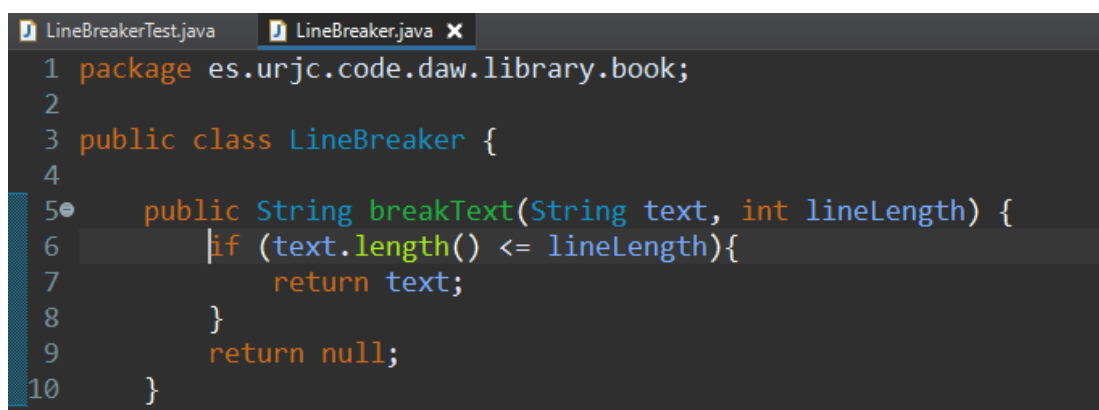 LineBreakerTest.java LineBreaker.java
1 package es.urjc.code.daw.library.book;
2
3 public class LineBreaker {
4
5 public String breakText(String text, int lineLength) {
6 if (text.length() <= lineLength){
7 return text;
8 }
9 return null;
10 }